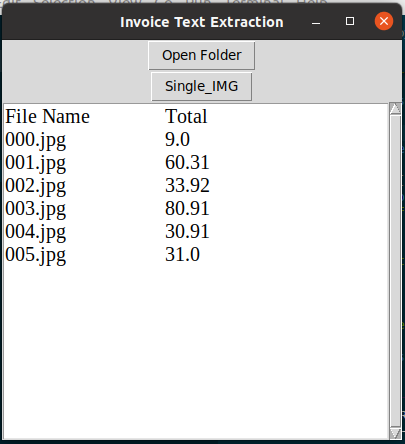 Invoice Text Extraction
Open Folder
Single_IMG
File Name Total
000.jpg 9.0
001.jpg 60.31
002.jpg 33.92
003.jpg 80.91
004.jpg 30.91
005.jpg 31.0